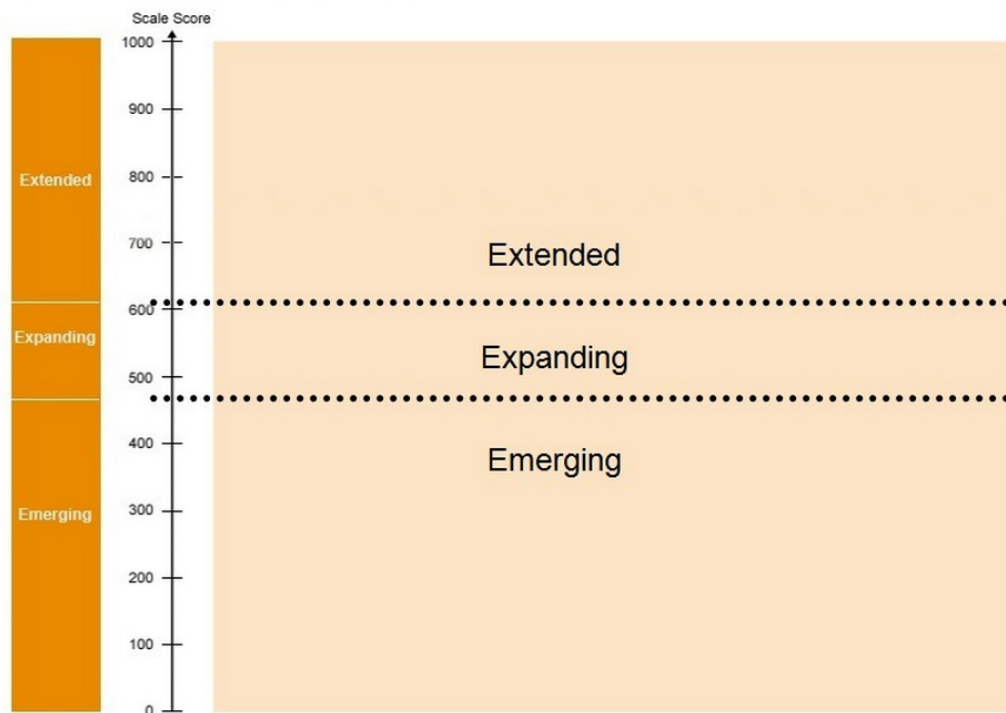 Scale Score
1000
900
800
700
600
500
400
300
200
100
0
Extended
Expanding
Emerging
Extended
Expanding
Emerging